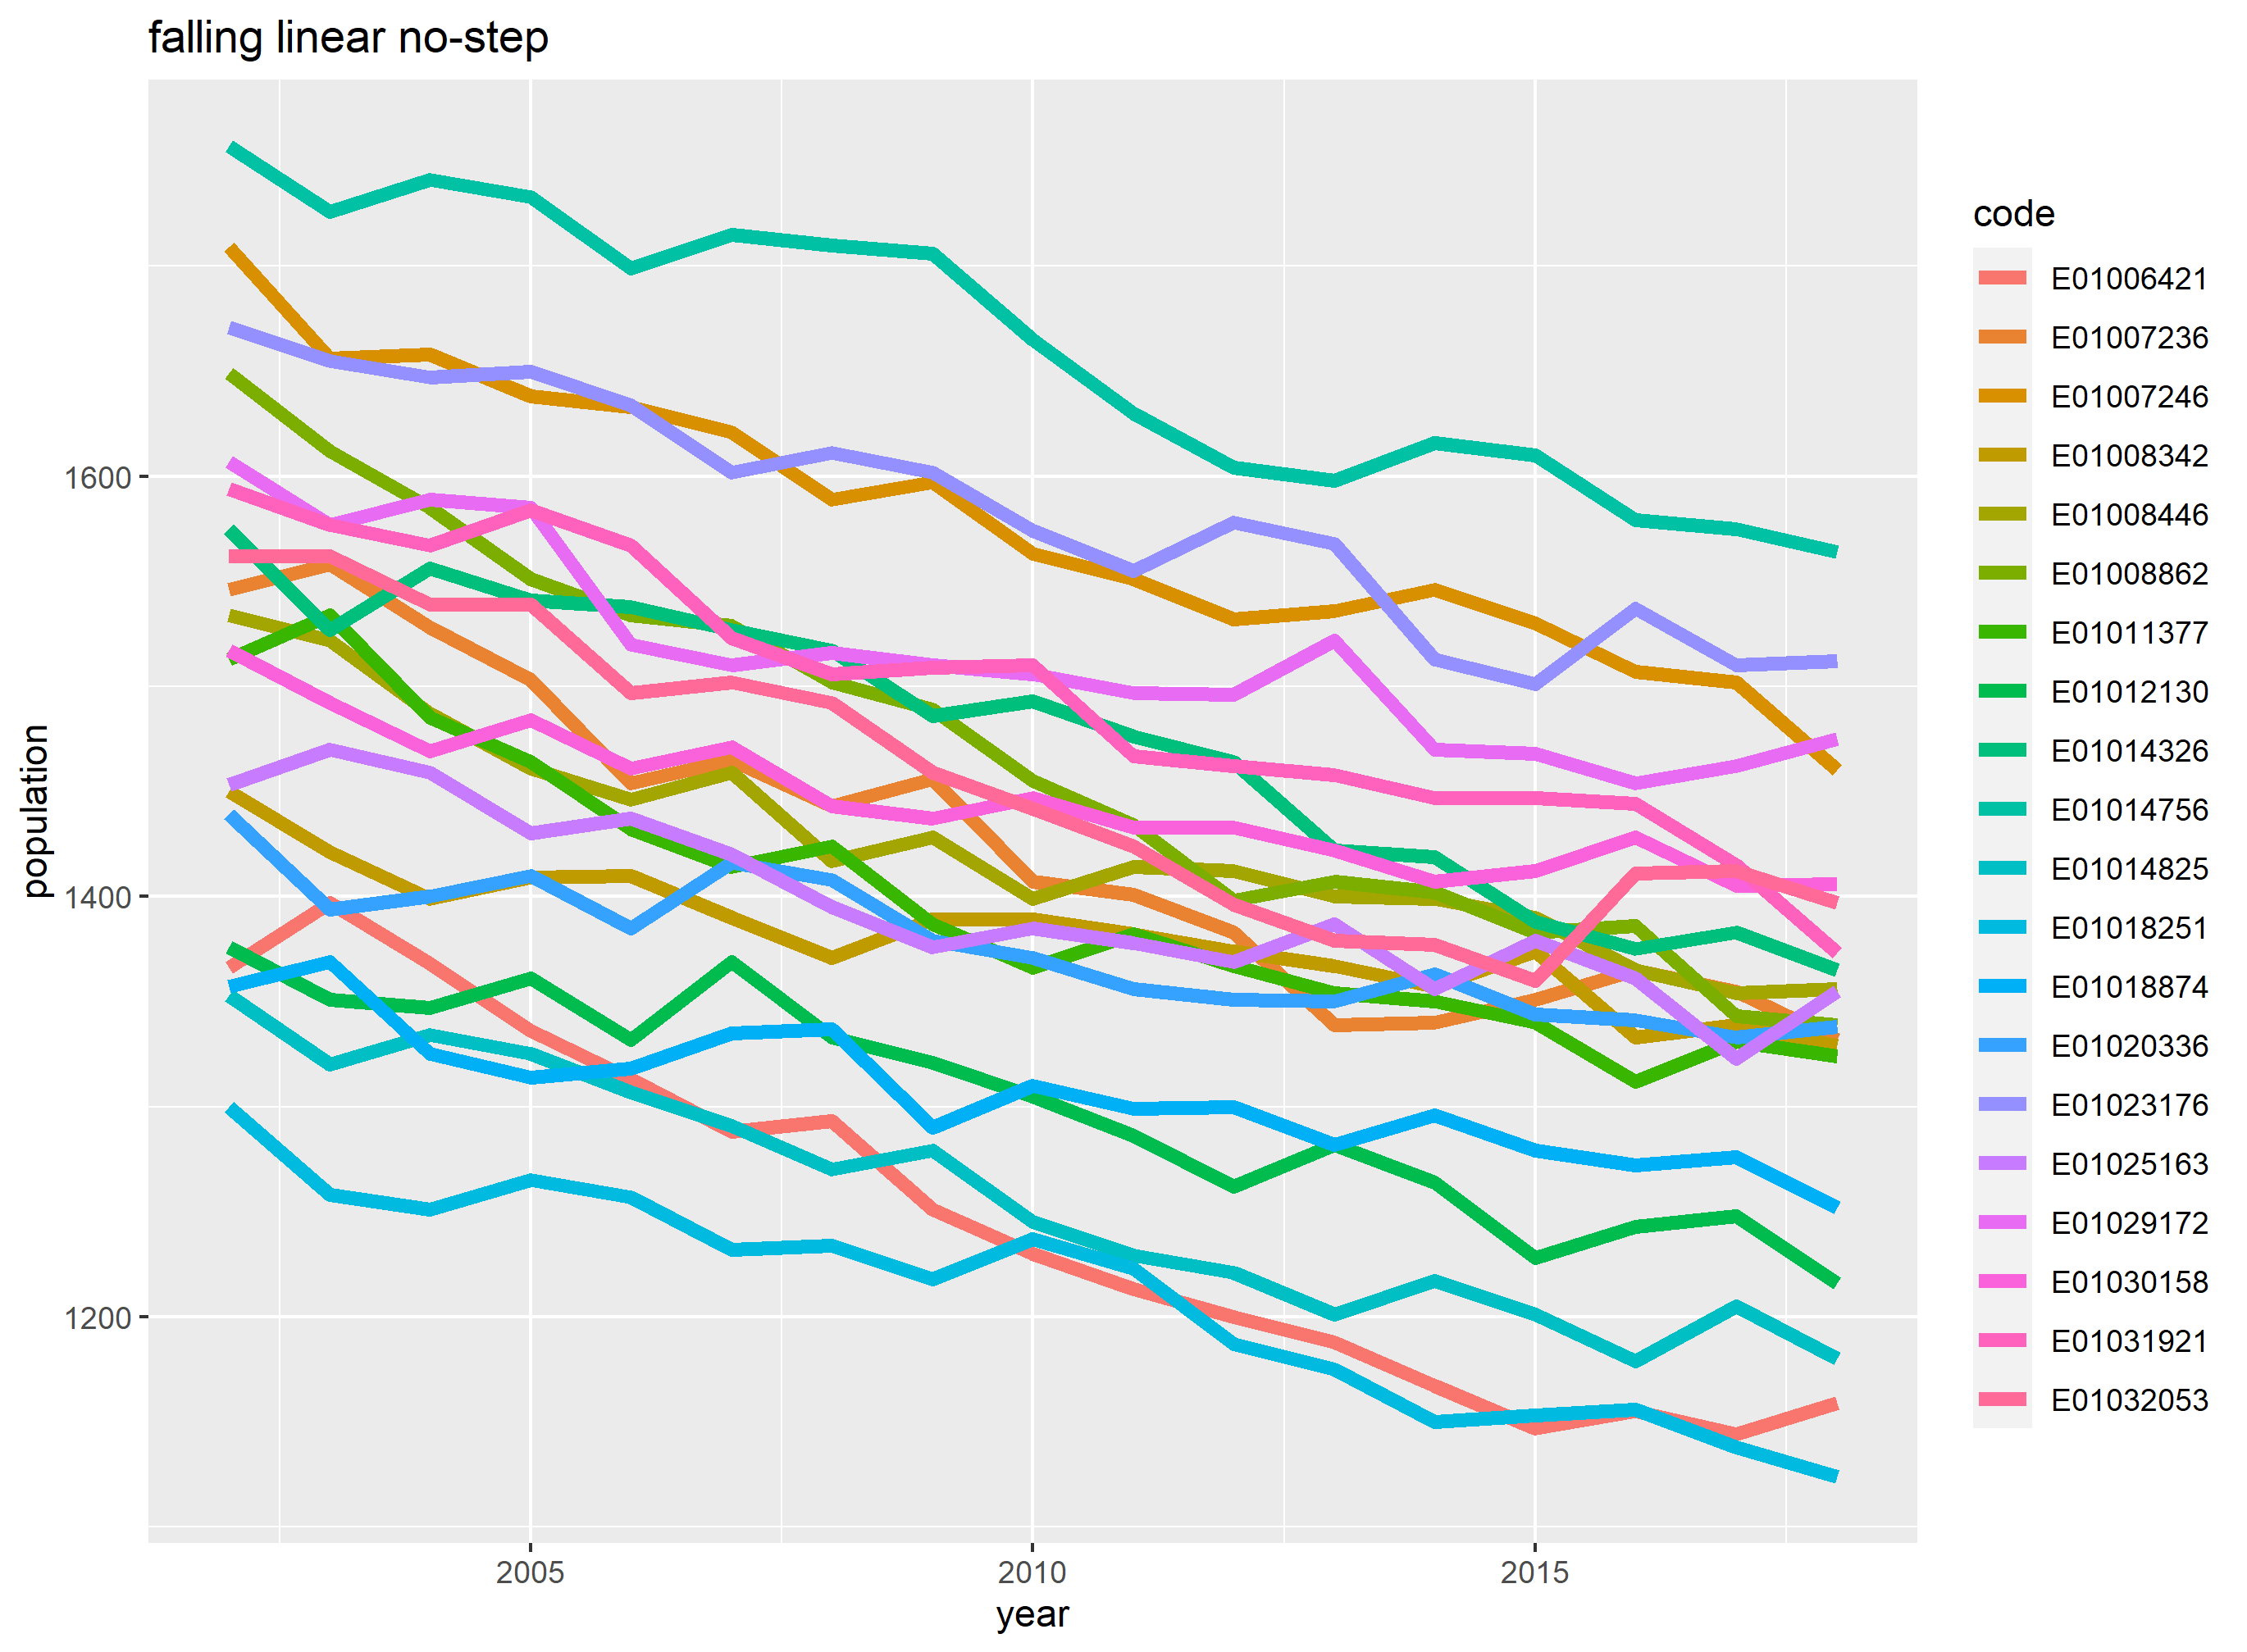 falling linear no-step
population
1600
1400
1200
2005
2010
2015
year
code
E01006421
E01007236
E01007246
E01008342
E01008446
E01008862
E01011377
E01012130
E01014326
E01014756
E01014825
E01018251
E01018874
E01020336
E01023176
E01025163
E01029172
E01030158
E01031921
E01032053